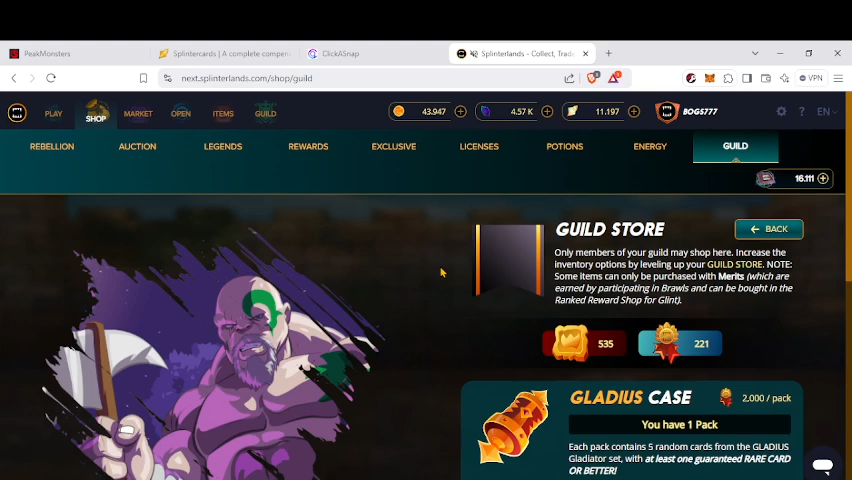 PeakMonsters
Splintercards | A complete compen
ClickASnap
Splinterlands - Collect, Trade
next.splinterlands.com/shop/guild
VPN
PLAY
SHOP
MARKET
OPEN
ITEMS
GUILD
43.947
4.57 K
11.197
BOGS777
EN
REBELLION
AUCTION
LEGENDS
REWARDS
EXCLUSIVE
LICENSES
POTIONS
ENERGY
GUILD
16.111
GUILD STORE
BACK
Only members of your guild may shop here. Increase the
inventory options by leveling up your GUILD STORE. NOTE:
Some items can only be purchased with Merits (which are
earned by participating in Brawls and can be bought in the
Ranked Reward Shop for Glint).
535
221
GLADIUS CASE
2,000 / pack
You have 1 Pack
Each pack contains 5 random cards from the GLADIUS
Gladiator set, with at least one guaranteed RARE CARD
OR BETTER!